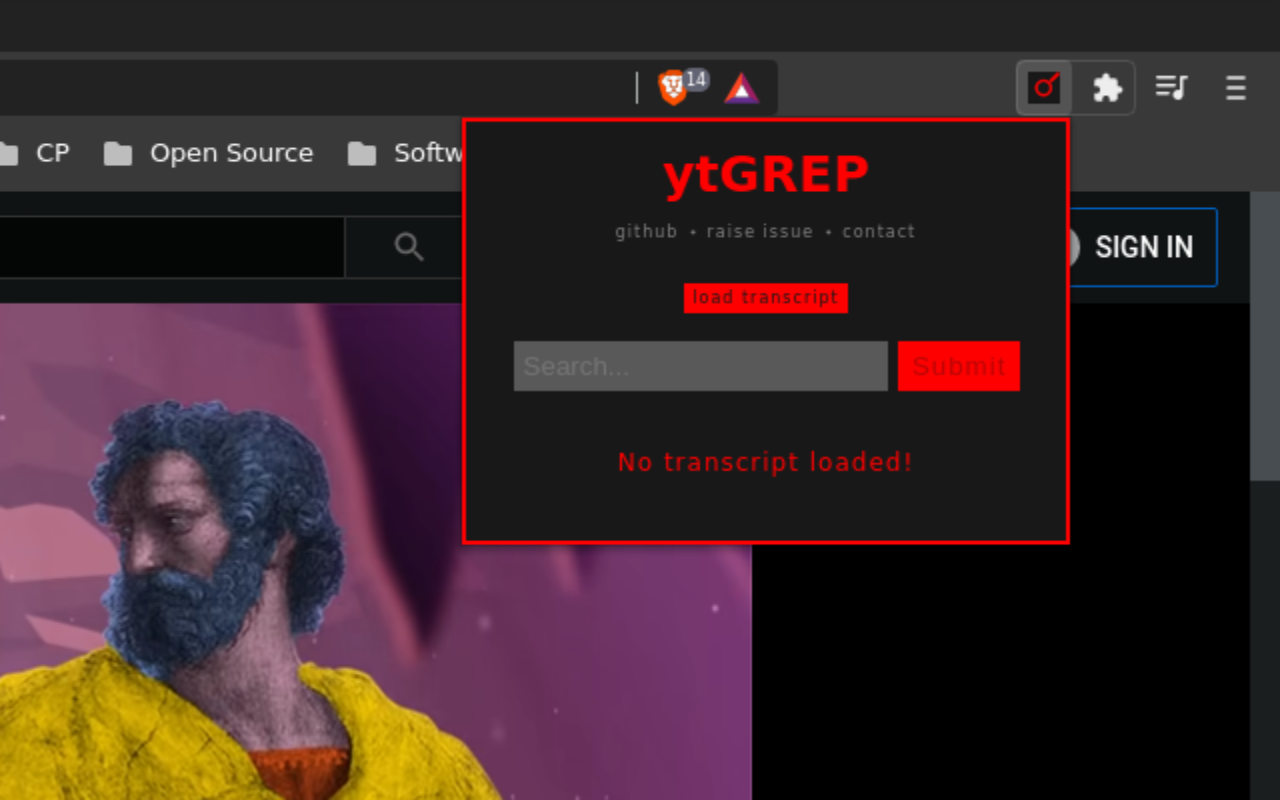 14
CP
Open Source
Softw
ytGREP
github • raise issue • contact
SIGN IN
load transcript
Search...
Submit
No transcript loaded!